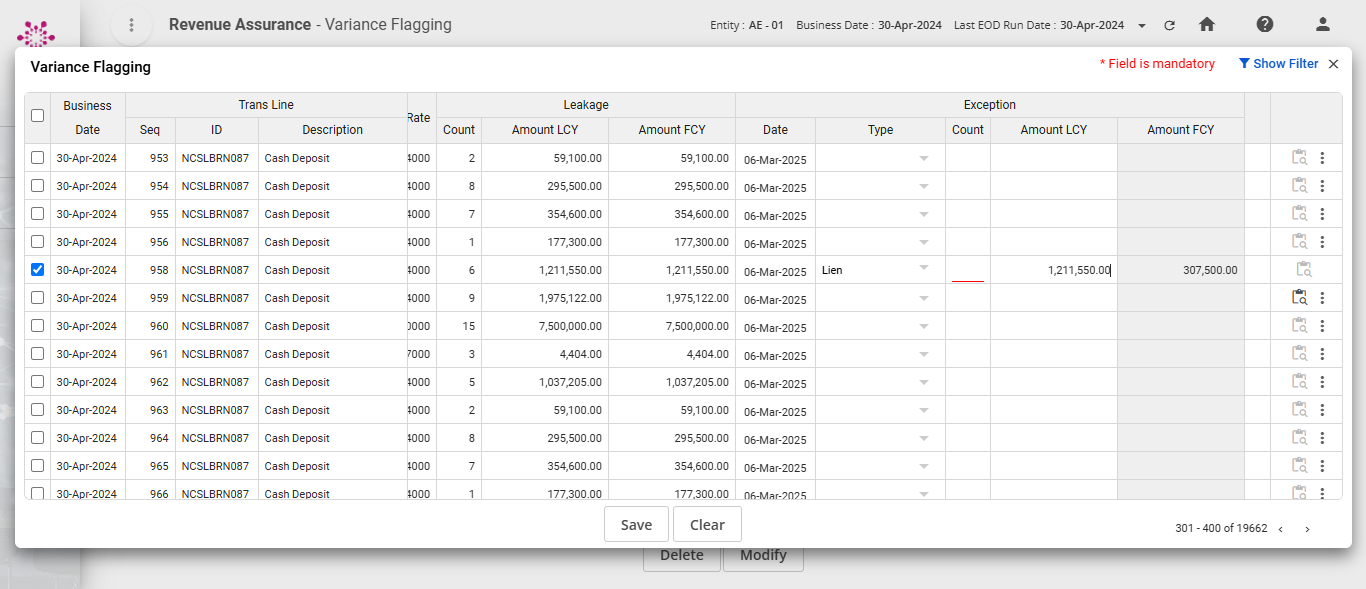 Revenue Assurance - Variance Flagging
Entity : AE - 01 Business Date : 30-Apr-2024 Last EOD Run Date : 30-Apr-2024
Variance Flagging
* Field is mandatory
Show Filter
Business Date Trans Line Rate Leakage Exception
Seq ID Description Count Amount LCY Amount FCY Date Type Count Amount LCY Amount FCY
30-Apr-2024 953 NCSLBRN087 Cash Deposit 4000 2 59,100.00 59,100.00 06-Mar-2025
30-Apr-2024 954 NCSLBRN087 Cash Deposit 4000 8 295,500.00 295,500.00 06-Mar-2025
30-Apr-2024 955 NCSLBRN087 Cash Deposit 4000 7 354,600.00 354,600.00 06-Mar-2025
30-Apr-2024 956 NCSLBRN087 Cash Deposit 4000 1 177,300.00 177,300.00 06-Mar-2025
30-Apr-2024 958 NCSLBRN087 Cash Deposit 4000 6 1,211,550.00 1,211,550.00 06-Mar-2025 Lien 1,211,550.00 307,500.00
30-Apr-2024 959 NCSLBRN087 Cash Deposit 4000 9 1,975,122.00 1,975,122.00 06-Mar-2025
30-Apr-2024 960 NCSLBRN087 Cash Deposit 0000 15 7,500,000.00 7,500,000.00 06-Mar-2025
30-Apr-2024 961 NCSLBRN087 Cash Deposit 7000 3 4,404.00 4,404.00 06-Mar-2025
30-Apr-2024 962 NCSLBRN087 Cash Deposit 4000 5 1,037,205.00 1,037,205.00 06-Mar-2025
30-Apr-2024 963 NCSLBRN087 Cash Deposit 4000 2 59,100.00 59,100.00 06-Mar-2025
30-Apr-2024 964 NCSLBRN087 Cash Deposit 4000 8 295,500.00 295,500.00 06-Mar-2025
30-Apr-2024 965 NCSLBRN087 Cash Deposit 4000 7 354,600.00 354,600.00 06-Mar-2025
30-Apr-2024 966 NCSLBRN087 Cash Deposit 4000 1 177,300.00 177,300.00 06-Mar-2025
Save Clear
301 - 400 of 19662
Delete Modify